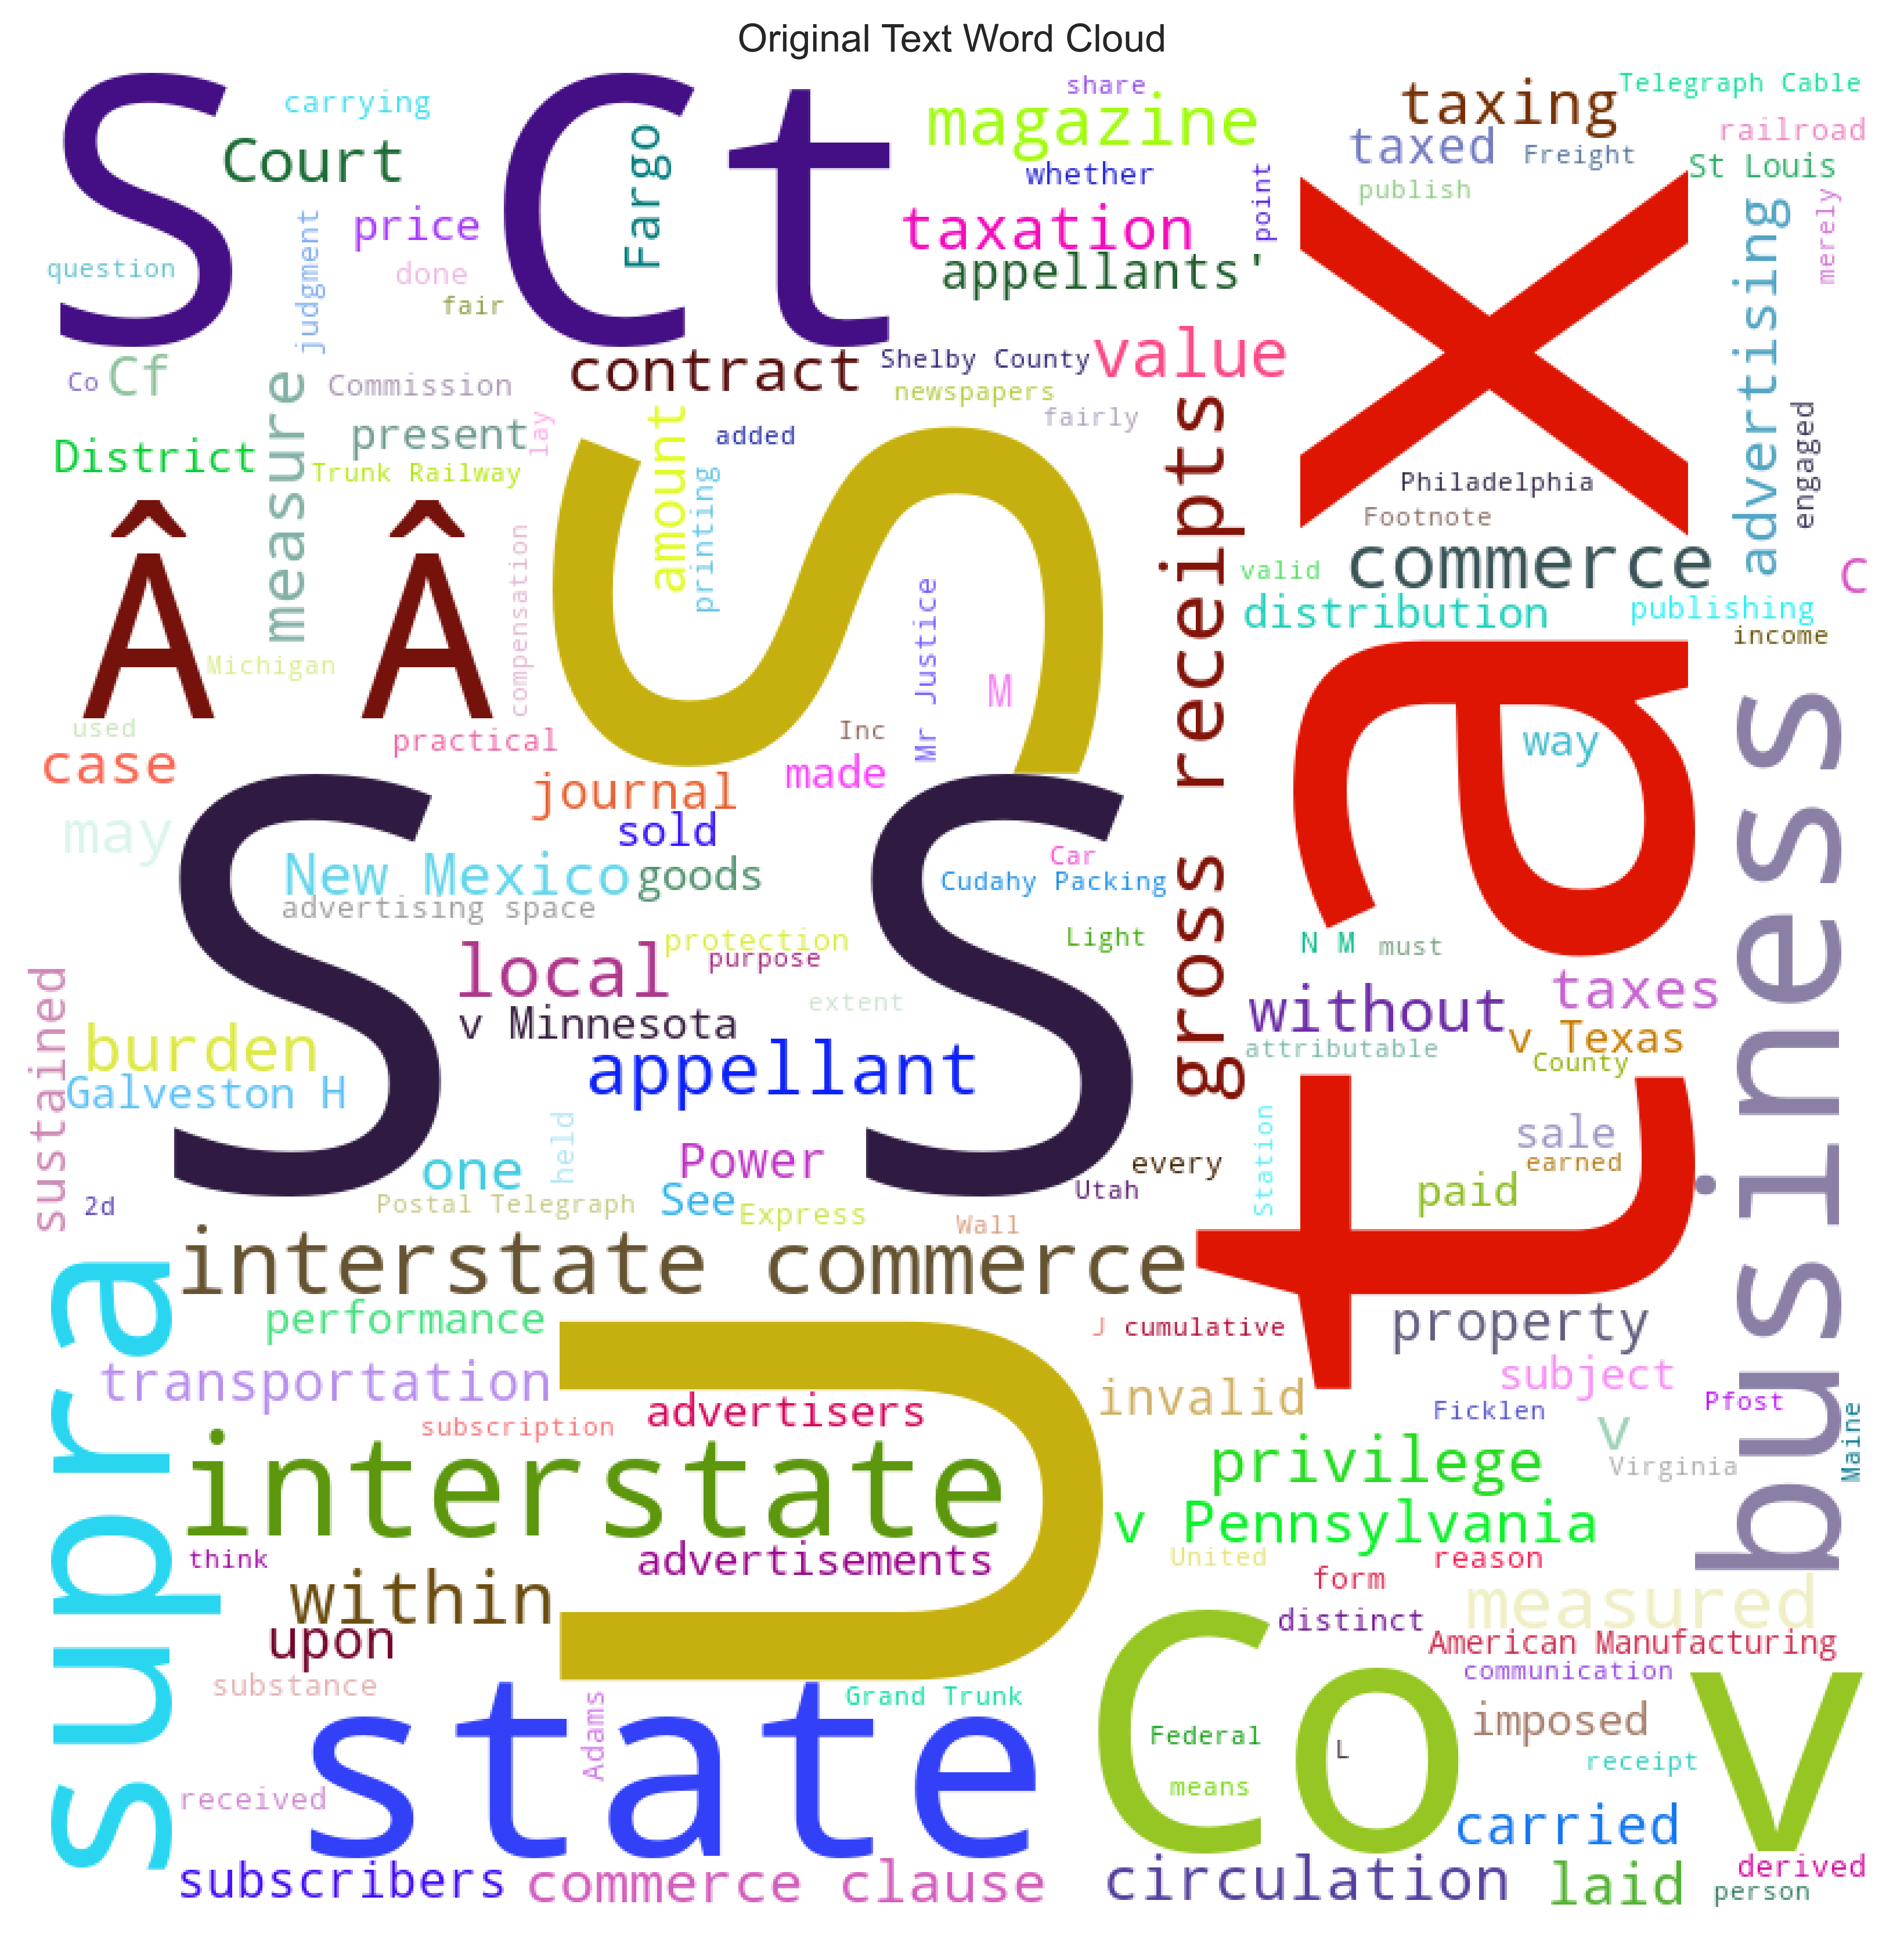 Original Text Word Cloud
S Ct
carrying
Court
Fargo
share
magazine
whether
taxing
Telegraph Cable
taxed
Freight
railroad
St Louis
publish
price
judgment
question
done
fair
taxation
point
appellants'
advertising
merely
tax
Co
Cf
Commission
contract
Shelby County
value
newspapers
fairly
measure
present
lay
amount
added
District
Trunk Railway
printing
U S
gross receipts
Philadelphia
Footnote
engaged
commerce
valid
C
distribution
publishing
income
Â Â
compensation
Michigan
Mr Justice
M
used
practical
Inc
case
made
way
business
journal
sold
may
S S
New Mexico
goods
Car
Cudahy Packing
advertising space
protection
Light
N M
must
local
purpose
extent
taxes
sustained
without
v Minnesota
v Texas
burden
attributable
County
appellant
Galveston H
held
Station
sale
Power
every
earned
one
Utah
paid
2d
Postal Telegraph
See
Express
Wall
supra
interstate commerce
performance
J
cumulative
property
transportation
subject
advertisers
invalid
Ficklen
Pfost
subscription
v
Maine
interstate
privilege
Virginia
v Pennsylvania
think
advertisements
United
reason
form
within
measured
distinct
upon
American Manufacturing
Co v
communication
substance
Adams
Grand Trunk
state
imposed
Federal
L
receipt
means
received
carried
subscribers
commerce clause
circulation
laid
derived
person